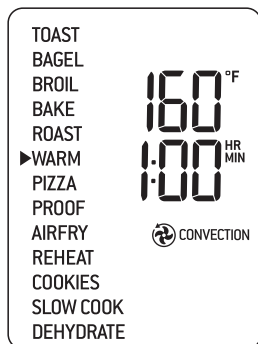 TOAST
BAGEL
BROIL
BAKE
ROAST
WARM
PIZZA
PROOF
AIRFRY
REHEAT
COOKIES
SLOW COOK
DEHYDRATE
160°F
1:00 HR MIN
CONVECTION